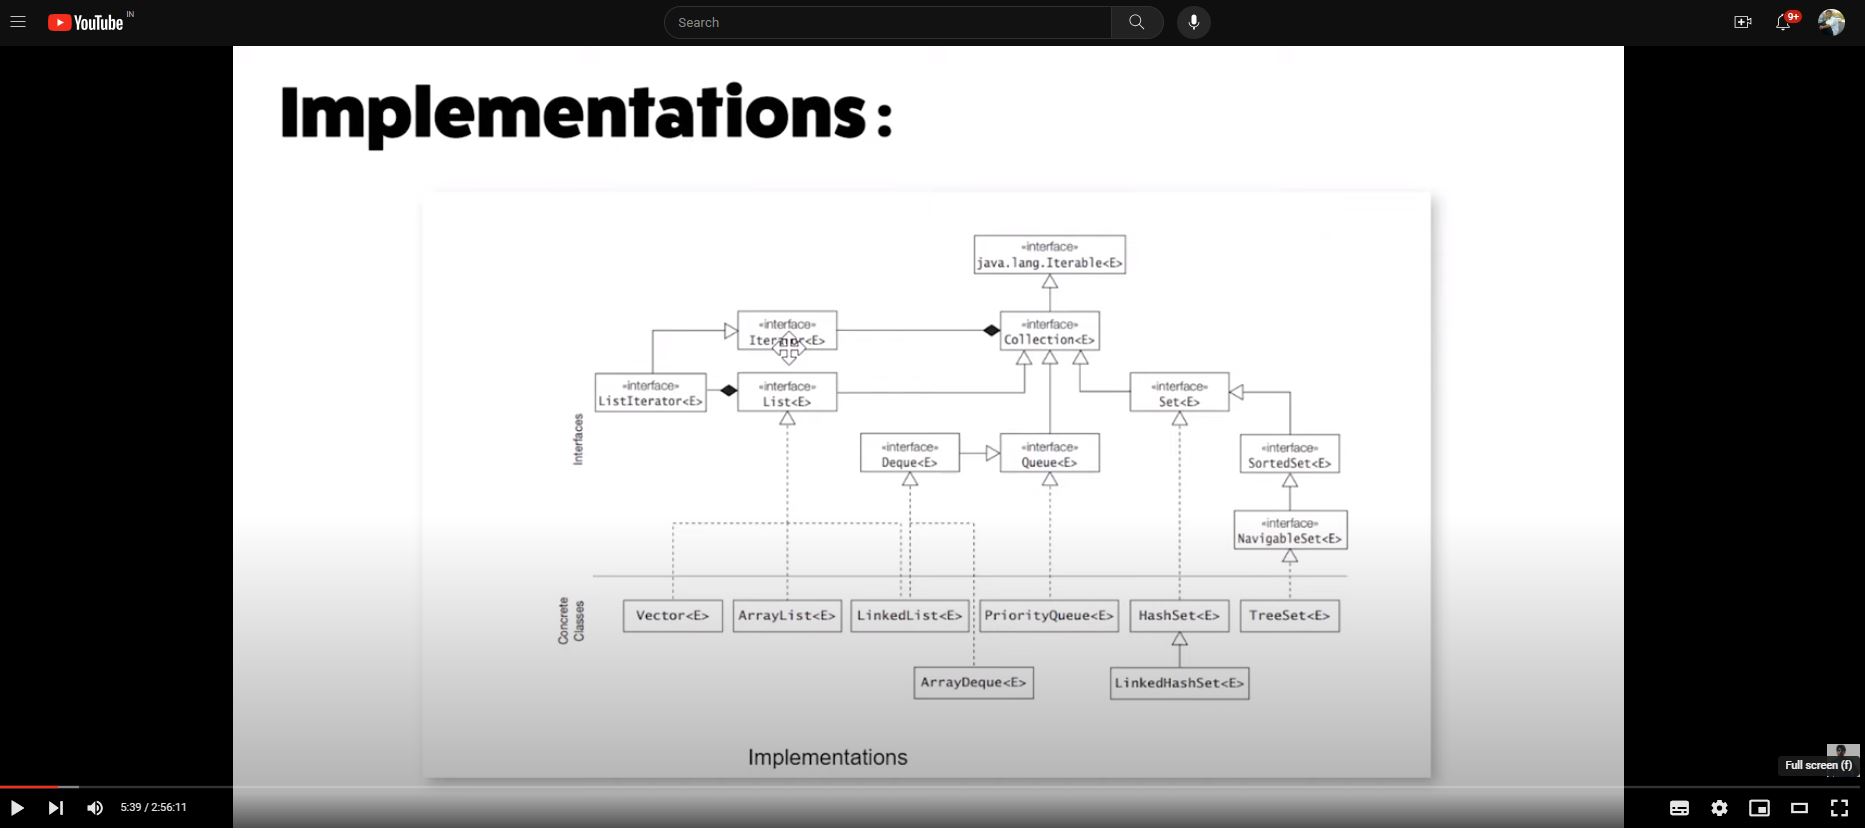 YouTube IN
Search
9+
Implementations:
«interface»
java.lang.Iterable<E>
«interface»
Iterator<E>
«interface»
Collection<E>
«interface»
ListIterator<E>
«interface»
List<E>
«interface»
Set<E>
Interfaces
«interface»
Deque<E>
«interface»
Queue<E>
«interface»
SortedSet<E>
«interface»
NavigableSet<E>
Concrete
Classes
Vector<E>
ArrayList<E>
LinkedList<E>
PriorityQueue<E>
HashSet<E>
TreeSet<E>
ArrayDeque<E>
LinkedHashSet<E>
Implementations
Full screen (f)
5:39 / 2:56:11